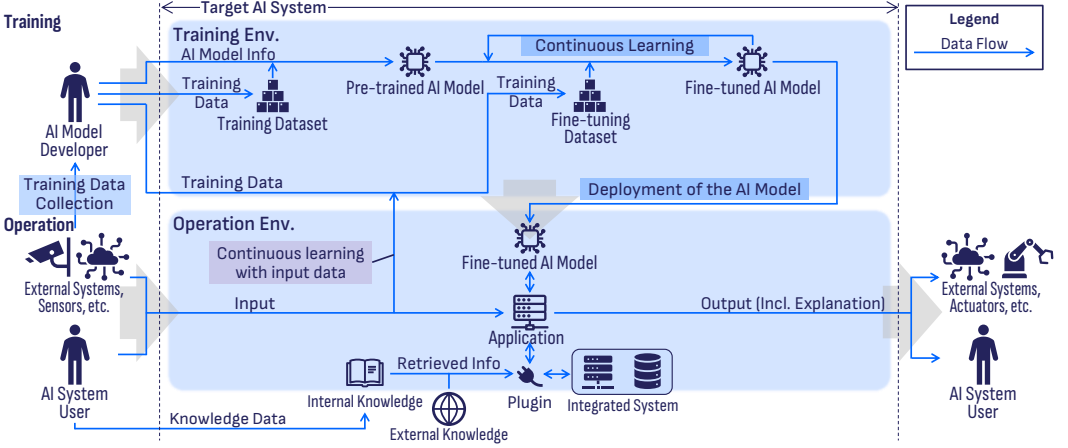 Target AI System
Training
Legend
Data Flow
Training Env.
AI Model Info
Continuous Learning
Pre-trained AI Model
Fine-tuned AI Model
Training
Data
Training Dataset
Training
Data
Fine-tuning
Dataset
AI Model
Developer
Training Data
Training Data
Collection
Deployment of the AI Model
Operation
Operation Env.
Continuous learning
with input data
Fine-tuned AI Model
External Systems,
Sensors, etc.
Input
Output (Incl. Explanation)
External Systems,
Actuators, etc.
Application
Retrieved Info
AI System
User
Internal Knowledge
Plugin
Integrated System
AI System
User
Knowledge Data
External Knowledge